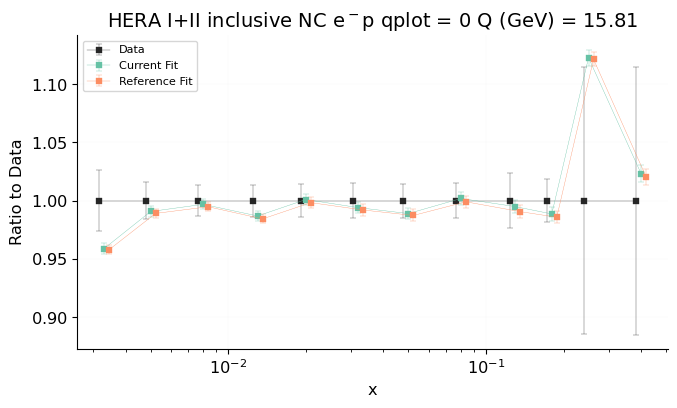 HERA I+II inclusive NC e⁻p qplot = 0 Q (GeV) = 15.81
Data
Current Fit
Reference Fit
Ratio to Data
1.10
1.05
1.00
0.95
0.90
10⁻²
10⁻¹
x